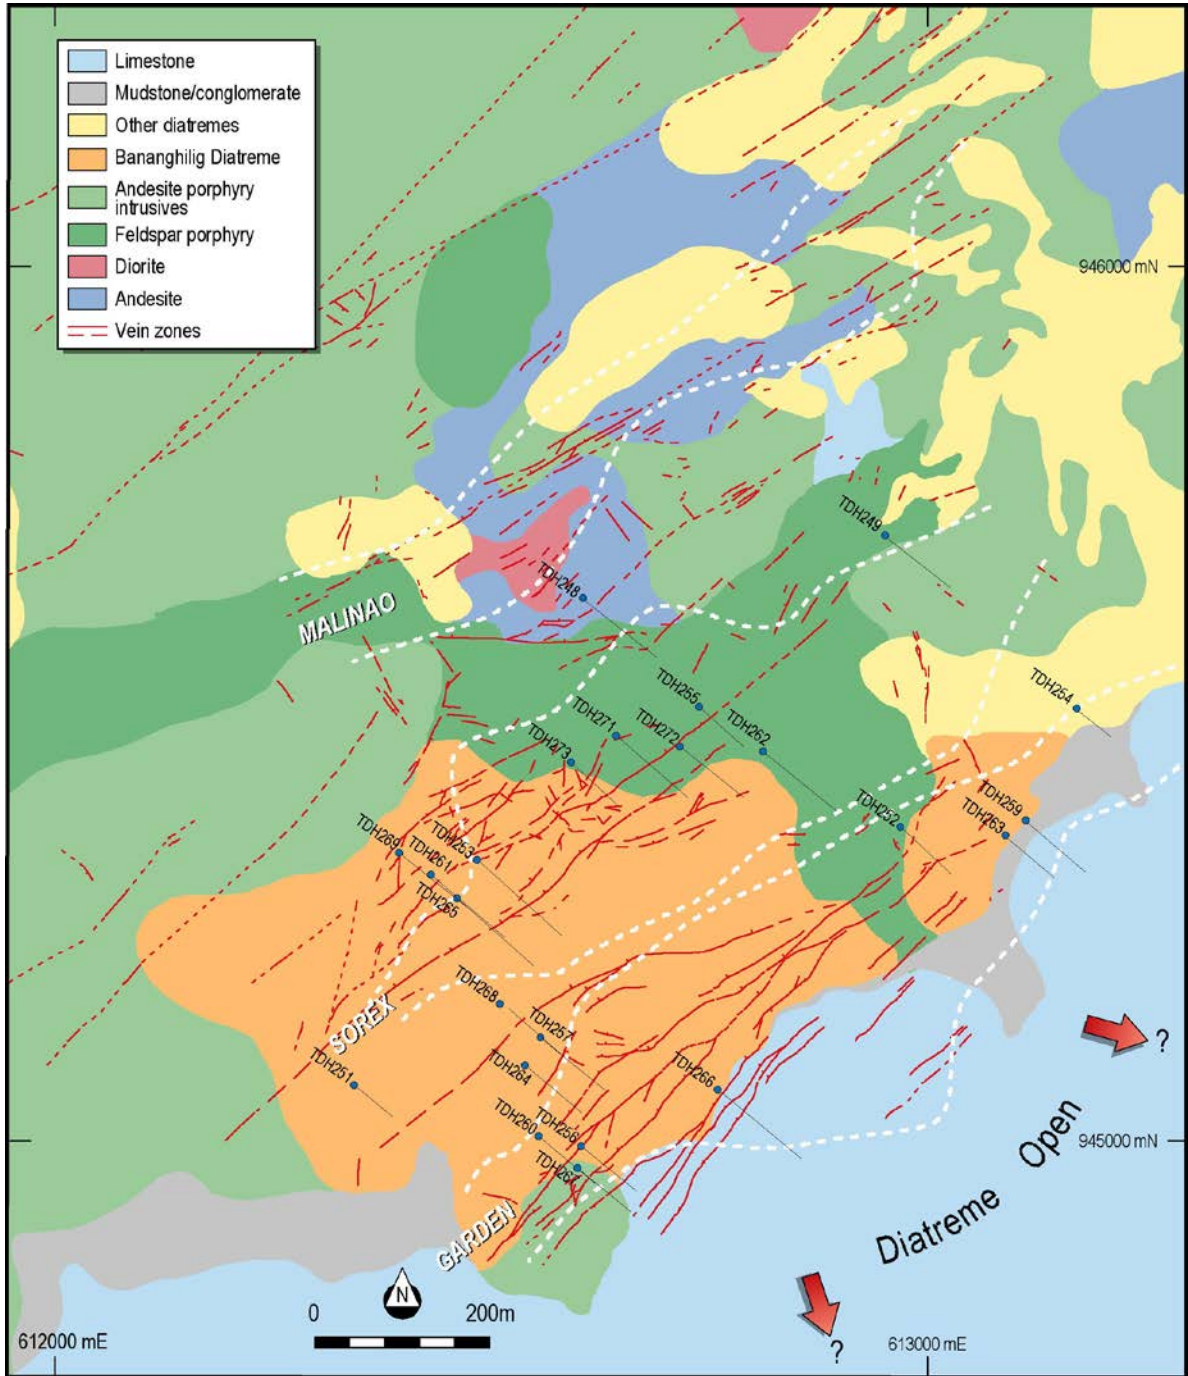 Limestone
Mudstone/conglomerate
Other diatremes
Bananghilig Diatreme
Andesite porphyry
intrusives
Feldspar porphyry
Diorite
Andesite
Vein zones
946000 mN
TDH249
TDH248
MALINAO
TDH255
TDH254
TDH271
TDH272
TDH262
TDH273
TDH259
TDH252
TDH263
TDH269
TDH261
TDH253
TDH265
TDH268
SOREX
TDH257
?
TDH251
TDH264
TDH266
TDH260
TDH256
945000 mN
TDH267
Diatreme Open
GARDEN
N
0 200m
?
612000 mE
613000 mE